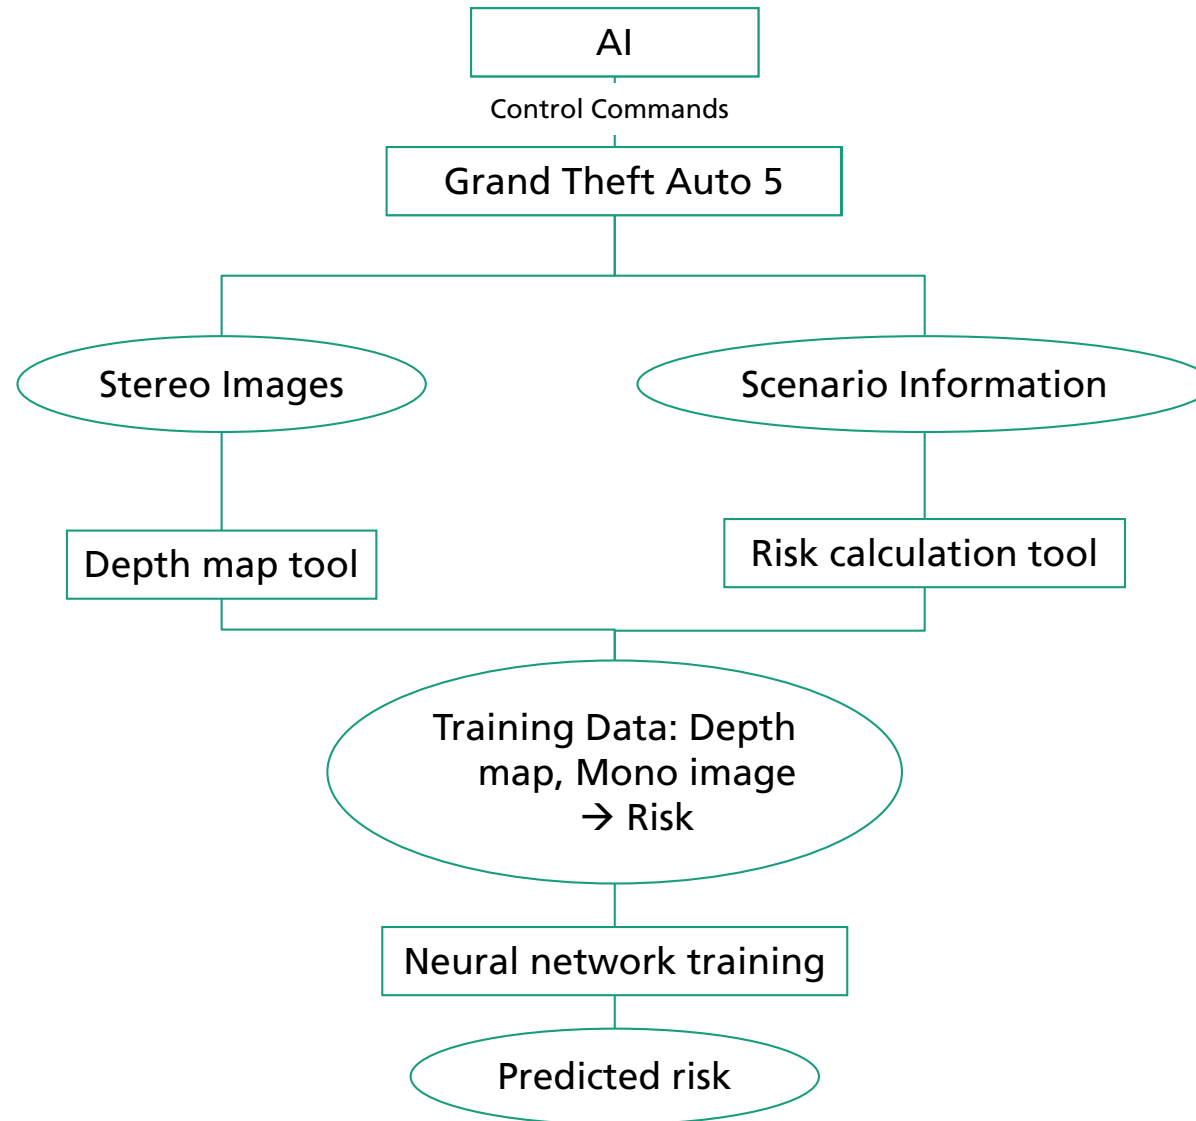 AI
Control Commands
Grand Theft Auto 5
Stereo Images
Scenario Information
Depth map tool
Risk calculation tool
Training Data: Depth
map, Mono image
→ Risk
Neural network training
Predicted risk